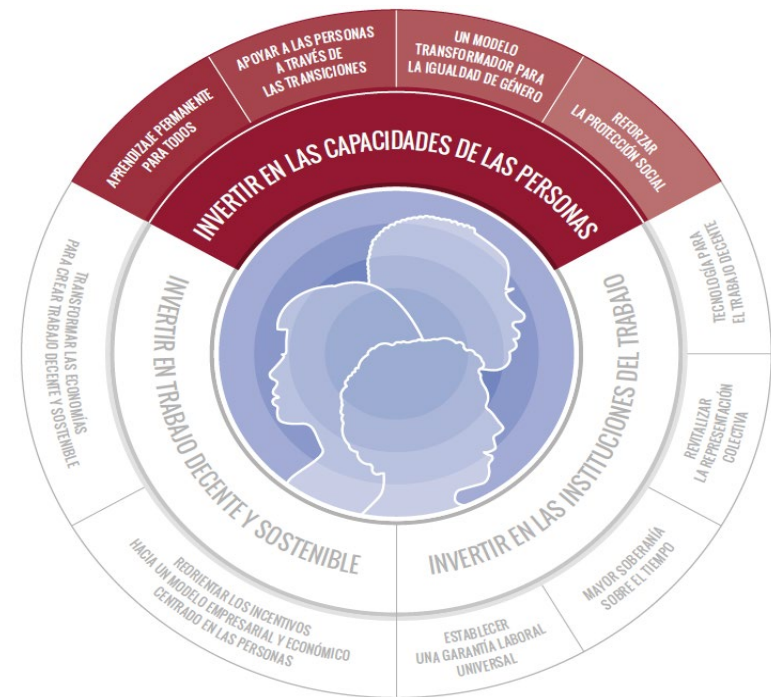 APRENDIZAJE PERMANENTE
PARA TODOS
APOYAR A LAS PERSONAS
A TRAVÉS DE
LAS TRANSICIONES
UN MODELO
TRANSFORMADOR PARA
LA IGUALDAD DE GÉNERO
REFORZAR
LA PROTECCIÓN SOCIAL
INVERTIR EN LAS CAPACIDADES DE LAS PERSONAS
TECNOLOGÍA PARA
EL TRABAJO DECENTE
REVITALIZAR
LA REPRESENTACIÓN
COLECTIVA
MAYOR SOBERANÍA
SOBRE EL TIEMPO
ESTABLECER
UNA GARANTÍA LABORAL
UNIVERSAL
INVERTIR EN LAS INSTITUCIONES DEL TRABAJO
REORIENTAR LOS INCENTIVOS
HACIA UN MODELO EMPRESARIAL Y ECONÓMICO
CENTRADO EN LAS PERSONAS
TRANSFORMAR LAS ECONOMÍAS
PARA CREAR TRABAJO DECENTE Y SOSTENIBLE
INVERTIR EN TRABAJO DECENTE Y SOSTENIBLE